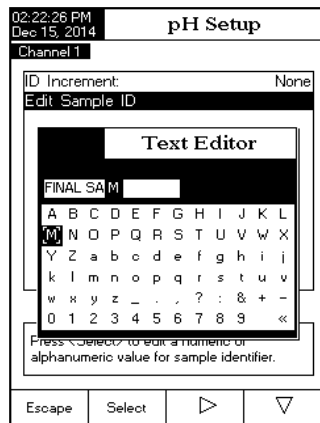 02:22:26 PM
Dec 15, 2014
pH Setup
Channel 1
ID Increment: None
Edit Sample ID
Text Editor
FINAL SAM
A B C D E F G H I J K L
[M] N O P Q R S T U V W X
Y Z a b c d e f g h i j
k l m n o p q r s t u v
w x y z _ . , ? : & + -
0 1 2 3 4 5 6 7 8 9 «
Press <Select> to edit a numeric or
alphanumeric value for sample identifier.
Escape Select ▷ ▽